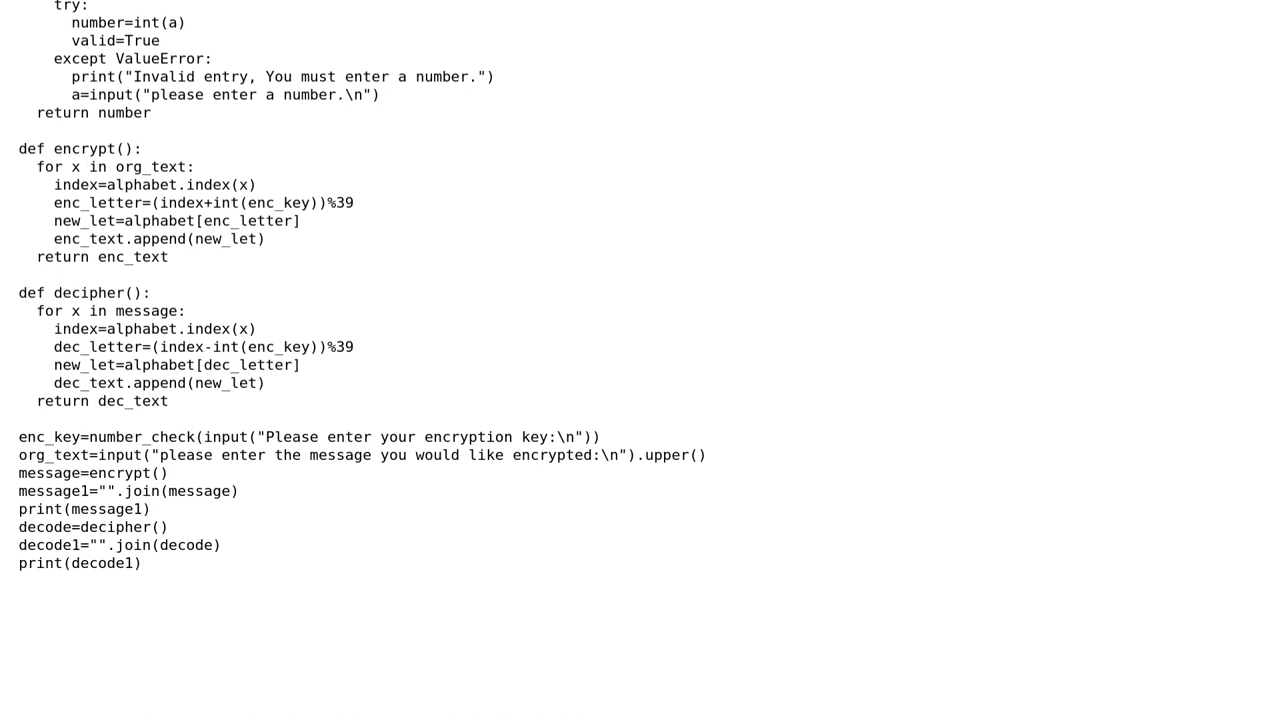 try:
      number=int(a)
      valid=True
    except ValueError:
      print("Invalid entry, You must enter a number.")
      a=input("please enter a number.\n")
  return number

def encrypt():
  for x in org_text:
    index=alphabet.index(x)
    enc_letter=(index+int(enc_key))%39
    new_let=alphabet[enc_letter]
    enc_text.append(new_let)
  return enc_text

def decipher():
  for x in message:
    index=alphabet.index(x)
    dec_letter=(index-int(enc_key))%39
    new_let=alphabet[dec_letter]
    dec_text.append(new_let)
  return dec_text

enc_key=number_check(input("Please enter your encryption key:\n"))
org_text=input("please enter the message you would like encrypted:\n").upper()
message=encrypt()
message1="".join(message)
print(message1)
decode=decipher()
decode1="".join(decode)
print(decode1)